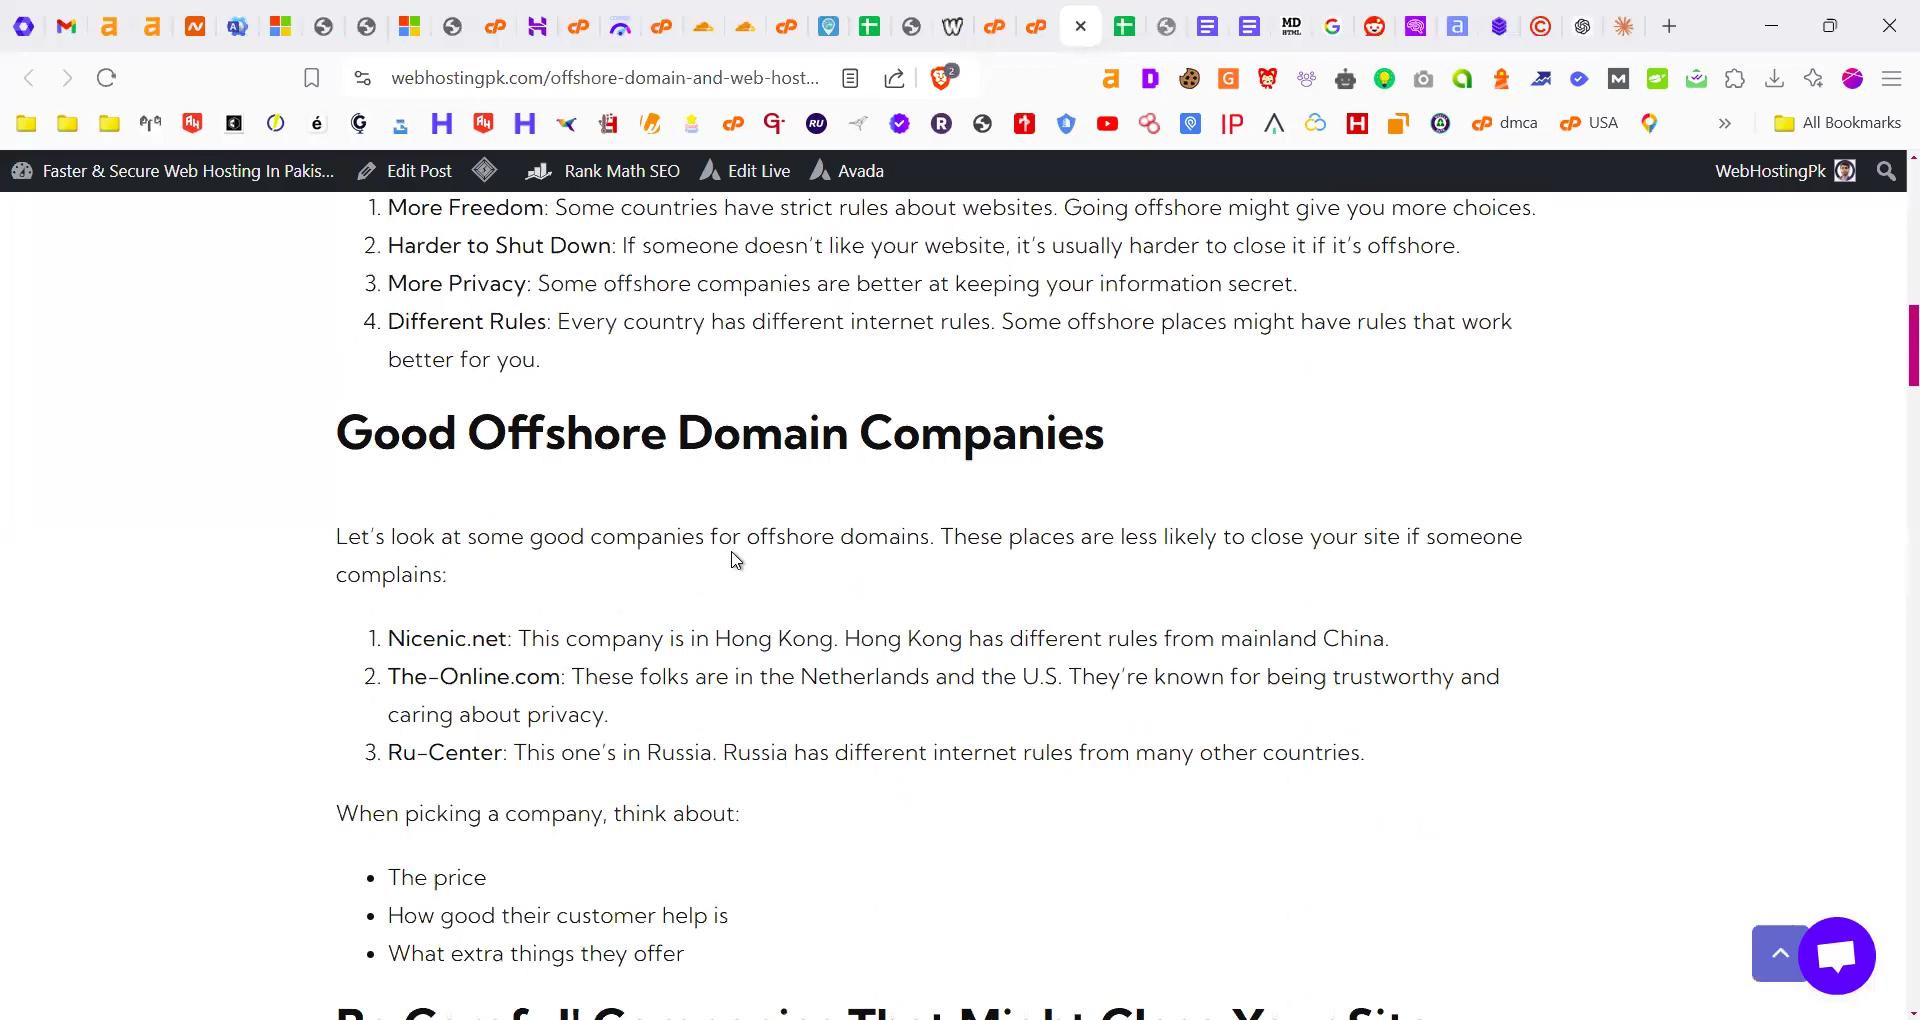 webhostingpk.com/offshore-domain-and-web-host...
2
dmca
USA
All Bookmarks
Faster & Secure Web Hosting In Pakis...
Edit Post
Rank Math SEO
Edit Live
Avada
WebHostingPk
1. More Freedom: Some countries have strict rules about websites. Going offshore might give you more choices.
2. Harder to Shut Down: If someone doesn't like your website, it's usually harder to close it if it's offshore.
3. More Privacy: Some offshore companies are better at keeping your information secret.
4. Different Rules: Every country has different internet rules. Some offshore places might have rules that work
better for you.
Good Offshore Domain Companies
Let's look at some good companies for offshore domains. These places are less likely to close your site if someone
complains:
1. Nicenic.net: This company is in Hong Kong. Hong Kong has different rules from mainland China.
2. The-Online.com: These folks are in the Netherlands and the U.S. They're known for being trustworthy and
caring about privacy.
3. Ru-Center: This one's in Russia. Russia has different internet rules from many other countries.
When picking a company, think about:
• The price
• How good their customer help is
• What extra things they offer